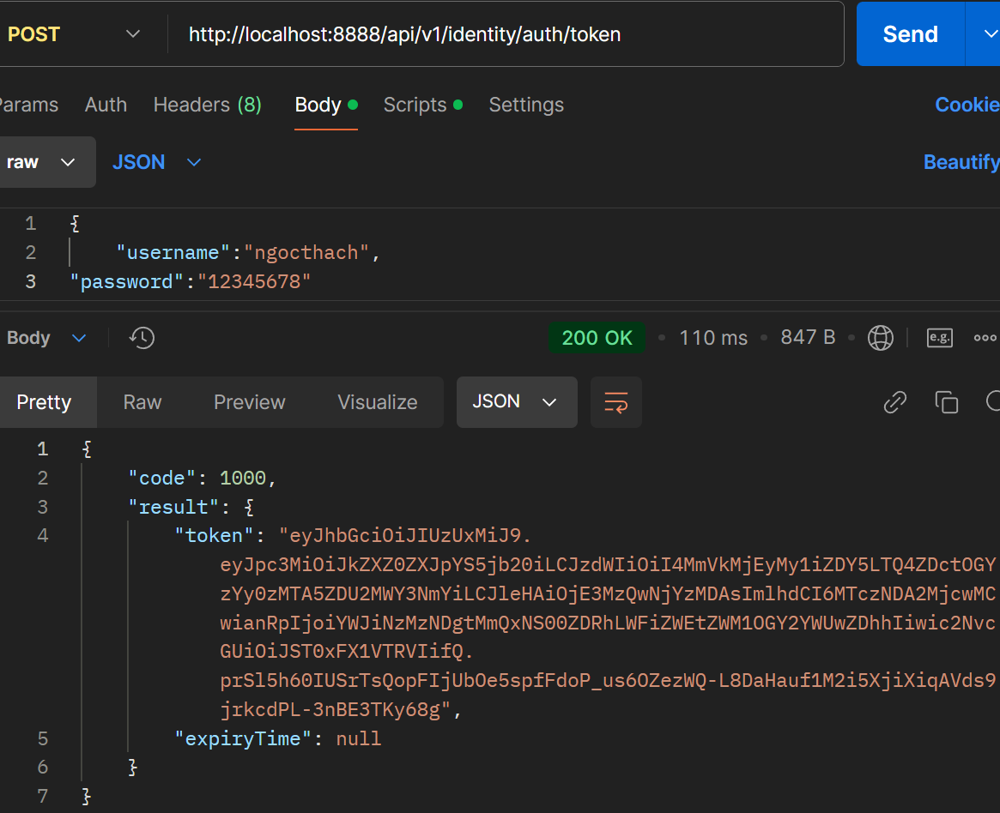 POST http://localhost:8888/api/v1/identity/auth/token Send
Params Auth Headers (8) Body Scripts Settings Cookie
raw JSON Beautify
1 {
2 "username":"ngocthach",
3 "password":"12345678"
Body 200 OK • 110 ms • 847 B • e.g.
Pretty Raw Preview Visualize JSON
1 {
2 "code": 1000,
3 "result": {
4 "token": "eyJhbGciOiJIUzUxMiJ9.
eyJpc3MiOiJkZXZ0ZXJpYS5jb20iLCJzdWIiOiI4MmVkMjEyMy1iZDY5LTQ4ZDctOGY
zYy0zMTA5ZDU2MWY3NmYiLCJleHAiOjE3MzQwNjYzMDAsImlhdCI6MTczNDA2MjcwMC
wianRpIjoiYWJiNzMzNDgtMmQxNS00ZDRhLWFiZWEtZWM1OGY2YWUwZDhhIiwic2Nvc
GUiOiJST0xFX1VTRVIifQ.
prSl5h60IUSrTsQopFIjUbOe5spfFdoP_us6OZezWQ-L8DaHauf1M2i5XjiXiqAVds9
jrkcdPL-3nBE3TKy68g",
5 "expiryTime": null
6 }
7 }